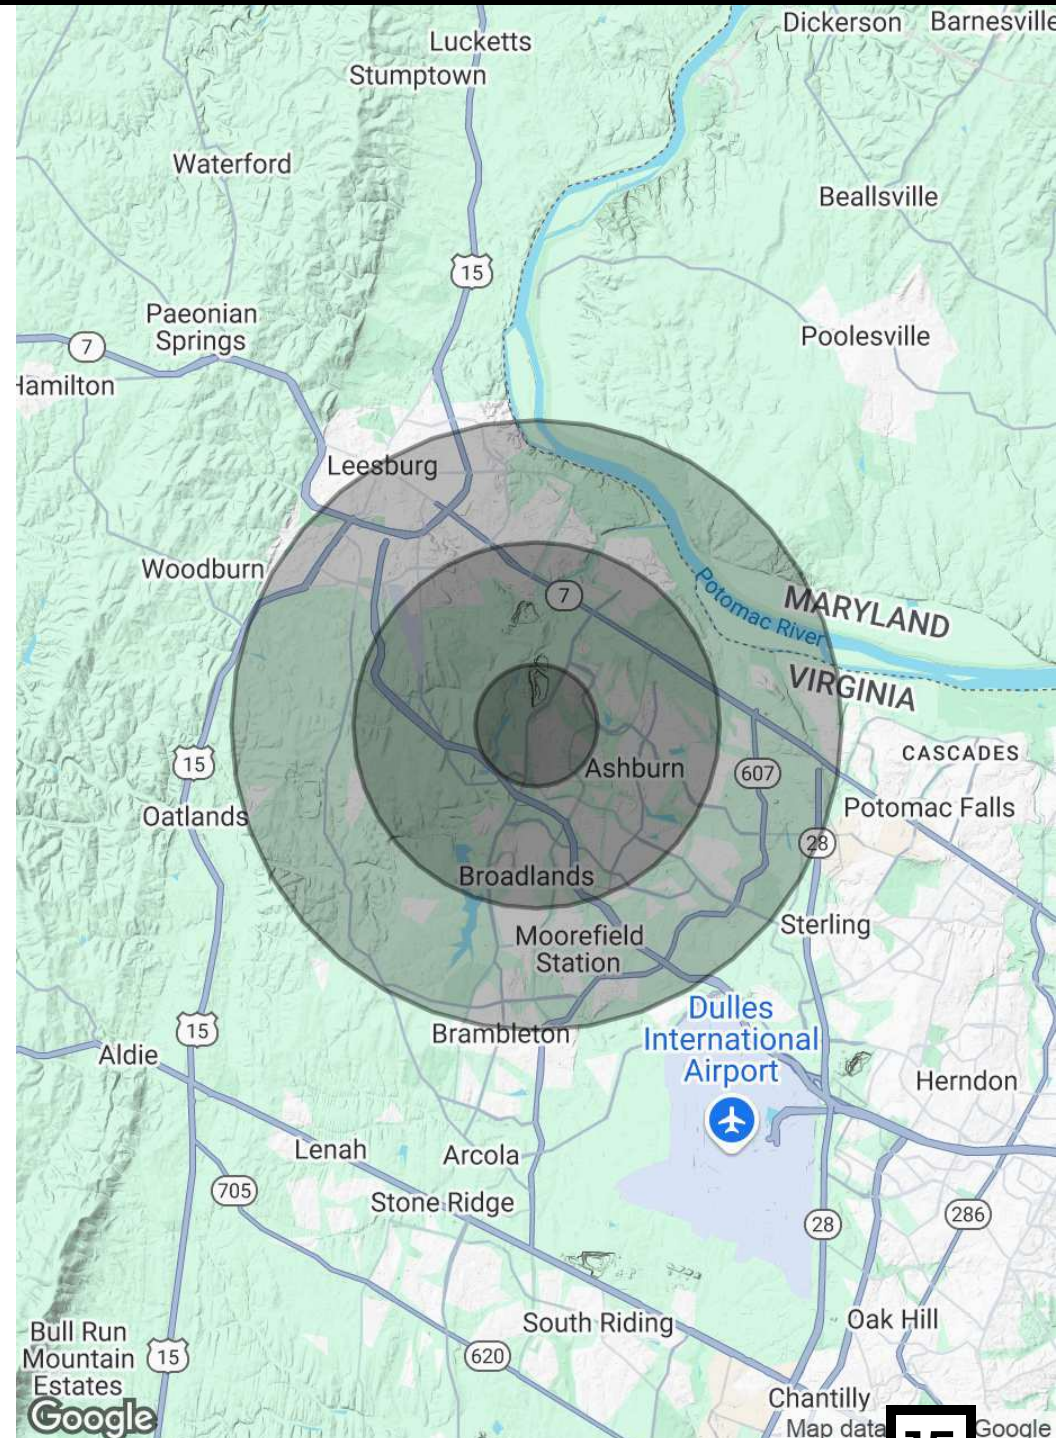 Dickerson
Barnesville
Lucketts
Stumptown
Waterford
Beallsville
15
Paeonian
Springs
7
Poolesville
Hamilton
Leesburg
Woodburn
7
Potomac River
MARYLAND
VIRGINIA
15
CASCADES
Ashburn
607
Oatlands
Potomac Falls
28
Broadlands
Sterling
Moorefield
Station
Dulles
International
Airport
15
Brambleton
Aldie
Herndon
Lenah
Arcola
705
Stone Ridge
28
286
South Riding
Oak Hill
Bull Run
Mountain
Estates
15
620
Chantilly
Google
Map data
Google